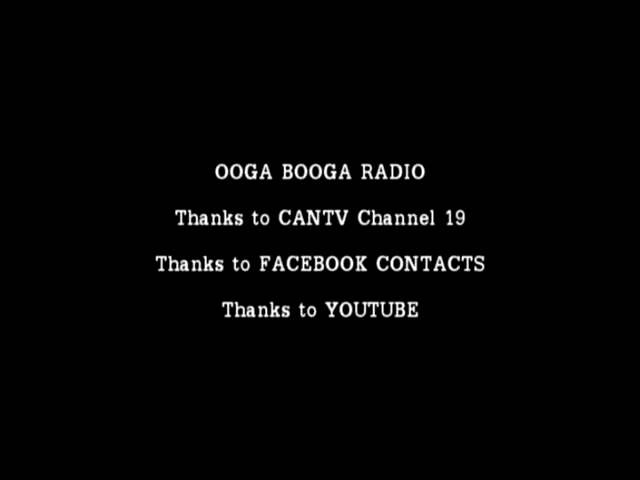 OOGA BOOGA RADIO
Thanks to CANTV Channel 19
Thanks to FACEBOOK CONTACTS
Thanks to YOUTUBE